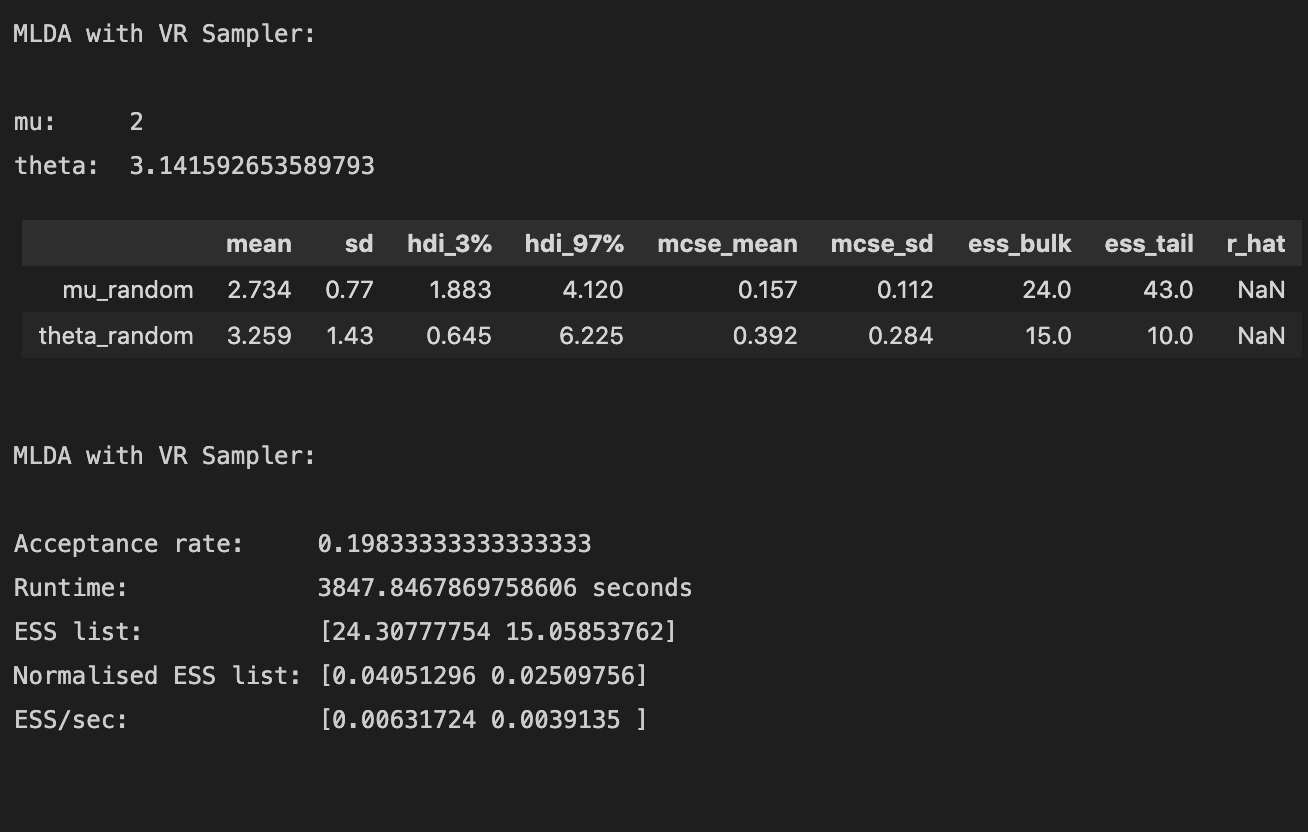 MLDA with VR Sampler:
mu: 2
theta: 3.141592653589793
mean sd hdi_3% hdi_97% mcse_mean mcse_sd ess_bulk ess_tail r_hat
mu_random 2.734 0.77 1.883 4.120 0.157 0.112 24.0 43.0 NaN
theta_random 3.259 1.43 0.645 6.225 0.392 0.284 15.0 10.0 NaN
MLDA with VR Sampler:
Acceptance rate: 0.19833333333333333
Runtime: 3847.8467869758606 seconds
ESS list: [24.30777754 15.05853762]
Normalised ESS list: [0.04051296 0.02509756]
ESS/sec: [0.00631724 0.0039135 ]